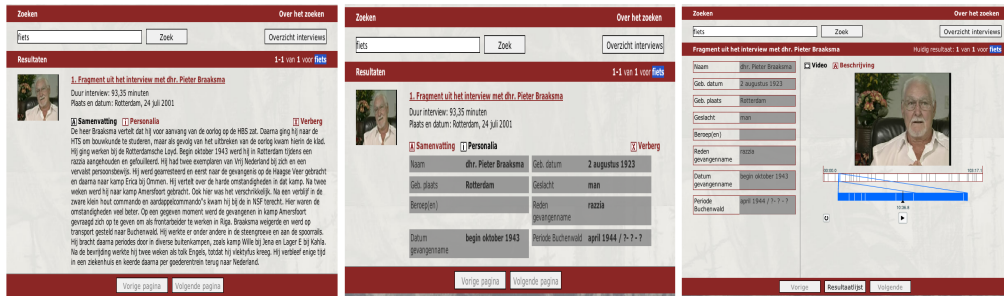 Zoeken Over het zoeken
fiets Zoek Overzicht interviews
Resultaten 1-1 van 1 voor fiets
1. Fragment uit het interview met dhr. Pieter Braaksma
Duur interview: 93,35 minuten
Plaats en datum: Rotterdam, 24 juli 2001
A Samenvatting i Personalia X Verberg
De heer Braaksma vertelt dat hij voor aanvang van de oorlog op de HBS zat. Daarna ging hij naar de
HTS om bouwkunde te studeren, maar als gevolg van het uitbreken van de oorlog kwam hierin de klad.
Hij ging werken bij de Rotterdamsche Loyd. Begin oktober 1943 werd hij in Rotterdam tijdens een
razzia aangehouden en gefouilleerd. Hij had twee exemplaren van Vrij Nederland bij zich en een
vervalst persoonsbewijs. Hij werd gearresteerd en eerst naar de gevangenis op de Haagse Veer gebracht
en daarna naar kamp Erica bij Ommen. Hij vertelt over de harde omstandigheden in dat kamp. Na twee
weken werd hij naar kamp Amersfoort gebracht. Ook hier was het verschrikkelijk. Na een verblijf in de
zware klein hout commando en aardappelcommando's kwam hij bij de in NSF terecht. Hier waren de
omstandigheden veel beter. Op een gegeven moment werd de gevangenen in kamp Amersfoort
gevraagd zich op te geven om als frontarbeider te werken in Riga. Braaksma weigerde en werd op
transport gesteld naar Buchenwald. Hij werkte er onder andere in de steengroeve en aan de spoorrails.
Hij bracht daarna periodes door in diverse buitenkampen, zoals kamp Wille bij Jena en Lager E bij Kahla.
Na de bevrijding werkte hij twee weken als tolk Engels, totdat hij vlektyfus kreeg. Hij verbleef enige tijd
in een ziekenhuis en keerde daarna per goederentrein terug naar Nederland.
Vorige pagina Volgende pagina
Zoeken Over het zoeken
fiets Zoek Overzicht interviews
Resultaten 1-1 van 1 voor fiets
1. Fragment uit het interview met dhr. Pieter Braaksma
Duur interview: 93,35 minuten
Plaats en datum: Rotterdam, 24 juli 2001
A Samenvatting i Personalia X Verberg
Naam dhr. Pieter Braaksma Geb. datum 2 augustus 1923
Geb. plaats Rotterdam Geslacht man
Beroep(en) Reden razzia
gevangenname
Datum begin oktober 1943 Periode Buchenwald april 1944 / ?- ? - ?
gevangenname
Vorige pagina Volgende pagina
Zoeken Over het zoeken
fiets Zoek Overzicht interviews
Fragment uit het interview met dhr. Pieter Braaksma Huidig resultaat: 1 van 1 voor fiets
Naam dhr. Pieter Braaksma
Geb. datum 2 augustus 1923
Geb. plaats Rotterdam
Geslacht man
Beroep(en)
Reden razzia
gevangenname
Datum begin oktober 1943
gevangenname
Periode april 1944 / ?- ? - ?
Buchenwald
Video A Beschrijving
00:00.0 102:17.1
10:36.8
Vorige Resultaatlijst Volgende